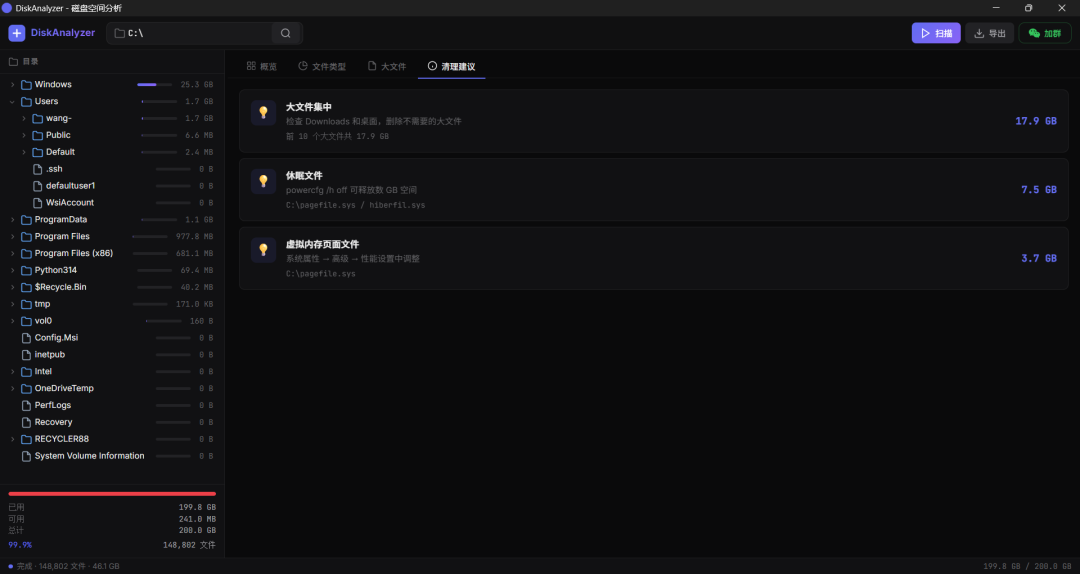 DiskAnalyzer - 磁盘空间分析
DiskAnalyzer
C:\
扫描
导出
加群
目录
Windows 25.3 GB
Users 1.7 GB
wang- 1.7 GB
Public 6.6 MB
Default 2.4 MB
.ssh 0 B
defaultuser1 0 B
WsiAccount 0 B
ProgramData 1.1 GB
Program Files 977.8 MB
Program Files (x86) 681.1 MB
Python314 69.4 MB
$Recycle.Bin 40.2 MB
tmp 171.0 KB
vol0 160 B
Config.Msi 0 B
inetpub 0 B
Intel 0 B
OneDriveTemp 0 B
PerfLogs 0 B
Recovery 0 B
RECYCLER88 0 B
System Volume Information 0 B
已用 199.8 GB
可用 241.0 MB
总计 200.0 GB
99.9% 148,802 文件
概览
文件类型
大文件
清理建议
大文件集中
检查 Downloads 和桌面，删除不需要的大文件
前 10 个大文件共 17.9 GB
17.9 GB
休眠文件
powercfg /h off 可释放数 GB 空间
C:\pagefile.sys / hiberfil.sys
7.5 GB
虚拟内存页面文件
系统属性 → 高级 → 性能设置中调整
C:\pagefile.sys
3.7 GB
完成 · 148,802 文件 · 46.1 GB
199.8 GB / 200.0 GB